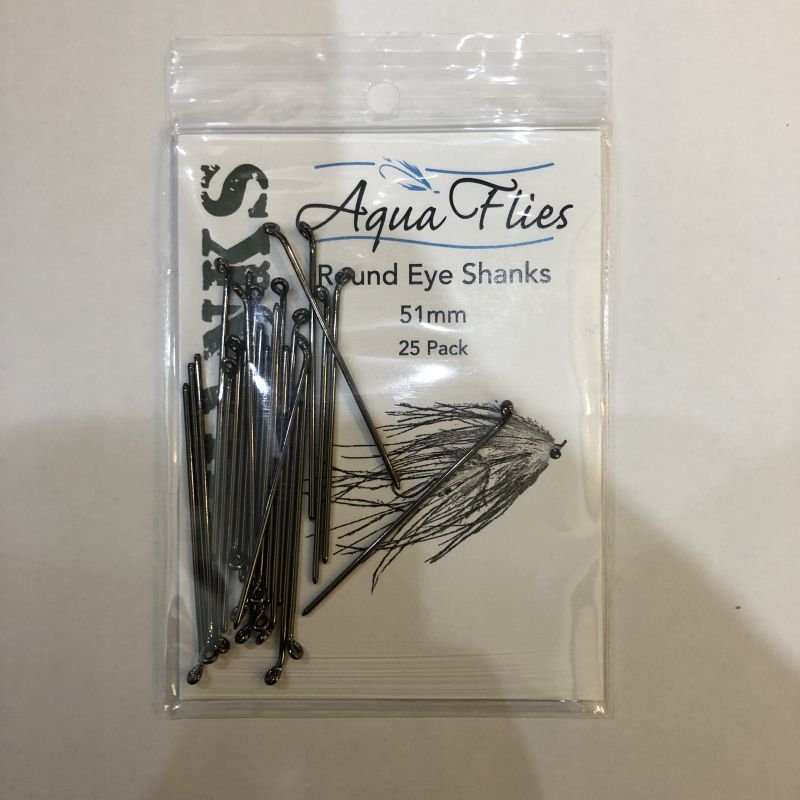 Aqua Flies
Round Eye Shanks
51mm
25 Pack